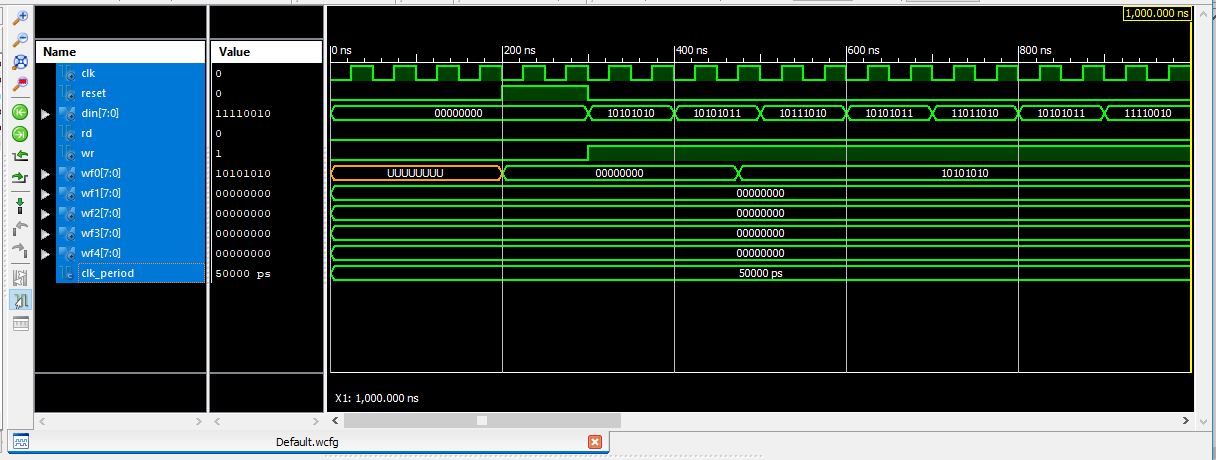 1,000.000 ns
Name Value
0 ns 200 ns 400 ns 600 ns 800 ns
clk 0
reset 0
din[7:0] 11110010 00000000 10101010 10101011 10111010 10101011 11011010 10101011 11110010
rd 0
wr 1
wf0[7:0] 10101010 UUUUUUUU 00000000 10101010
wf1[7:0] 00000000 00000000
wf2[7:0] 00000000 00000000
wf3[7:0] 00000000 00000000
wf4[7:0] 00000000 00000000
clk_period 50000 ps 50000 ps
X1: 1,000.000 ns
Default.wcfg